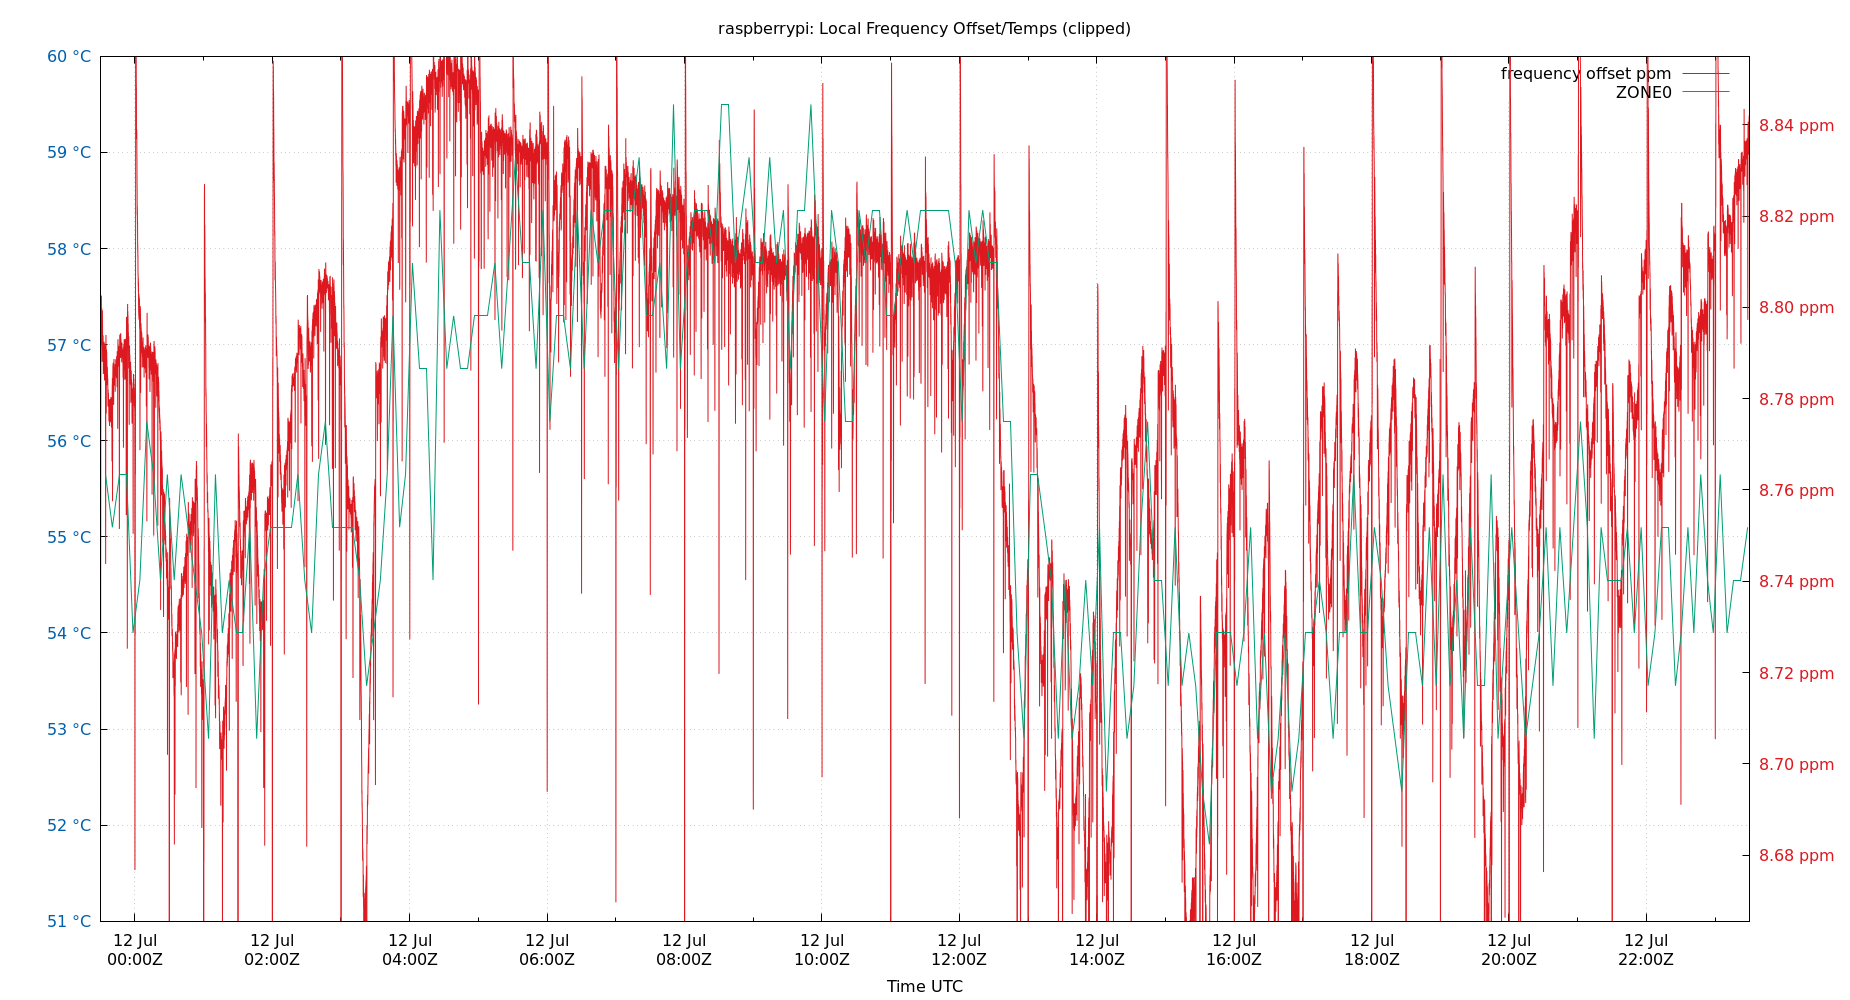 raspberrypi: Local Frequency Offset/Temps (clipped)
60 °C
59 °C
58 °C
57 °C
56 °C
55 °C
54 °C
53 °C
52 °C
51 °C
frequency offset ppm
ZONE0
8.84 ppm
8.82 ppm
8.80 ppm
8.78 ppm
8.76 ppm
8.74 ppm
8.72 ppm
8.70 ppm
8.68 ppm
12 Jul 12 Jul 12 Jul 12 Jul 12 Jul 12 Jul 12 Jul 12 Jul 12 Jul 12 Jul 12 Jul 12 Jul
00:00Z 02:00Z 04:00Z 06:00Z 08:00Z 10:00Z 12:00Z 14:00Z 16:00Z 18:00Z 20:00Z 22:00Z
Time UTC